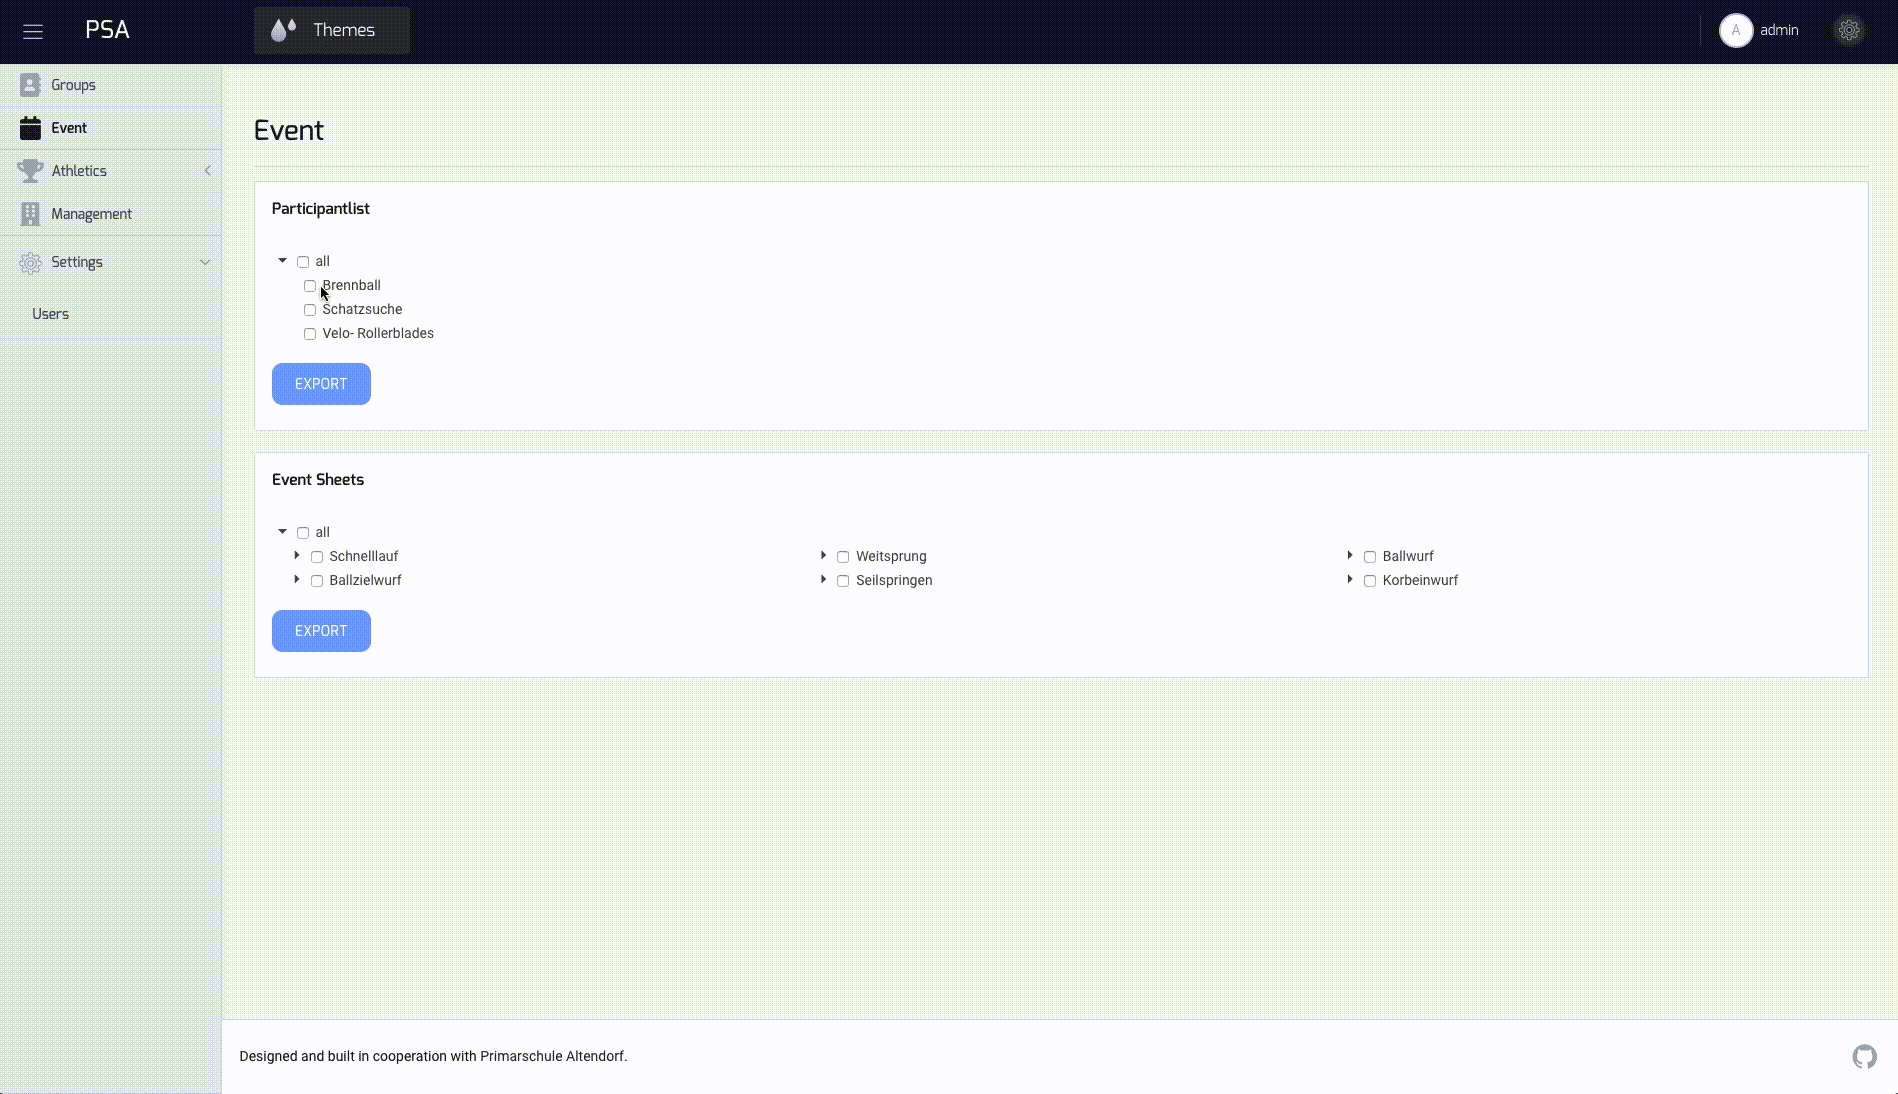 PSA
Themes
A
admin
Groups
Event
Athletics
Management
Settings
Users
Event
Participantlist
all
Brennball
Schatzsuche
Velo- Rollerblades
EXPORT
Event Sheets
all
Schnelllauf
Weitsprung
Ballwurf
Ballzielwurf
Seilspringen
Korbeinwurf
EXPORT
Designed and built in cooperation with Primarschule Altendorf.